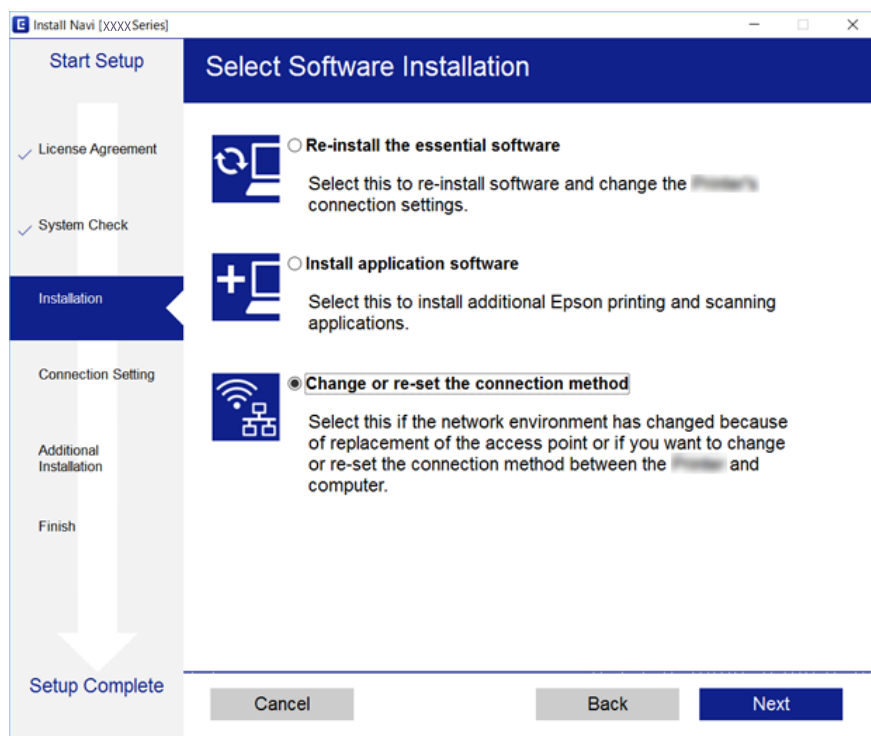 Install Navi [XXXX Series]
Start Setup
License Agreement
System Check
Installation
Connection Setting
Additional
Installation
Finish
Setup Complete
Select Software Installation
Re-install the essential software
Select this to re-install software and change the
connection settings.
Install application software
Select this to install additional Epson printing and scanning
applications.
Change or re-set the connection method
Select this if the network environment has changed because
of replacement of the access point or if you want to change
or re-set the connection method between the and
computer.
Cancel
Back
Next